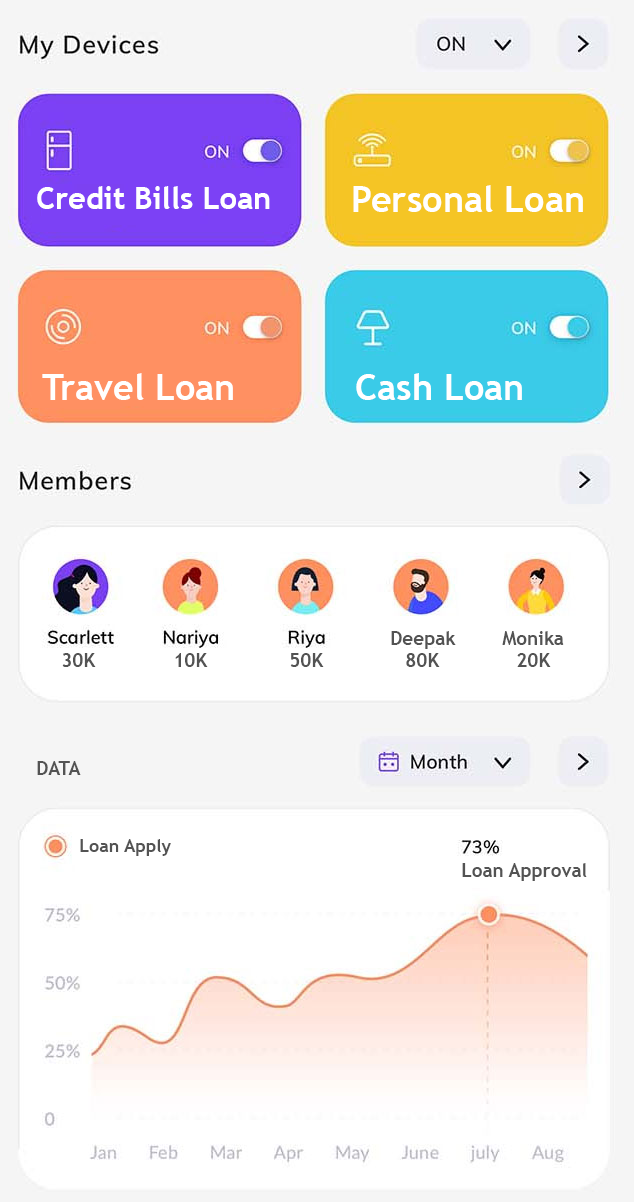 My Devices
ON
ON
Credit Bills Loan
ON
Personal Loan
ON
Travel Loan
ON
Cash Loan
Members
Scarlett
30K
Nariya
10K
Riya
50K
Deepak
80K
Monika
20K
DATA
Month
Loan Apply
73%
Loan Approval
75%
50%
25%
0
Jan Feb Mar Apr May June july Aug